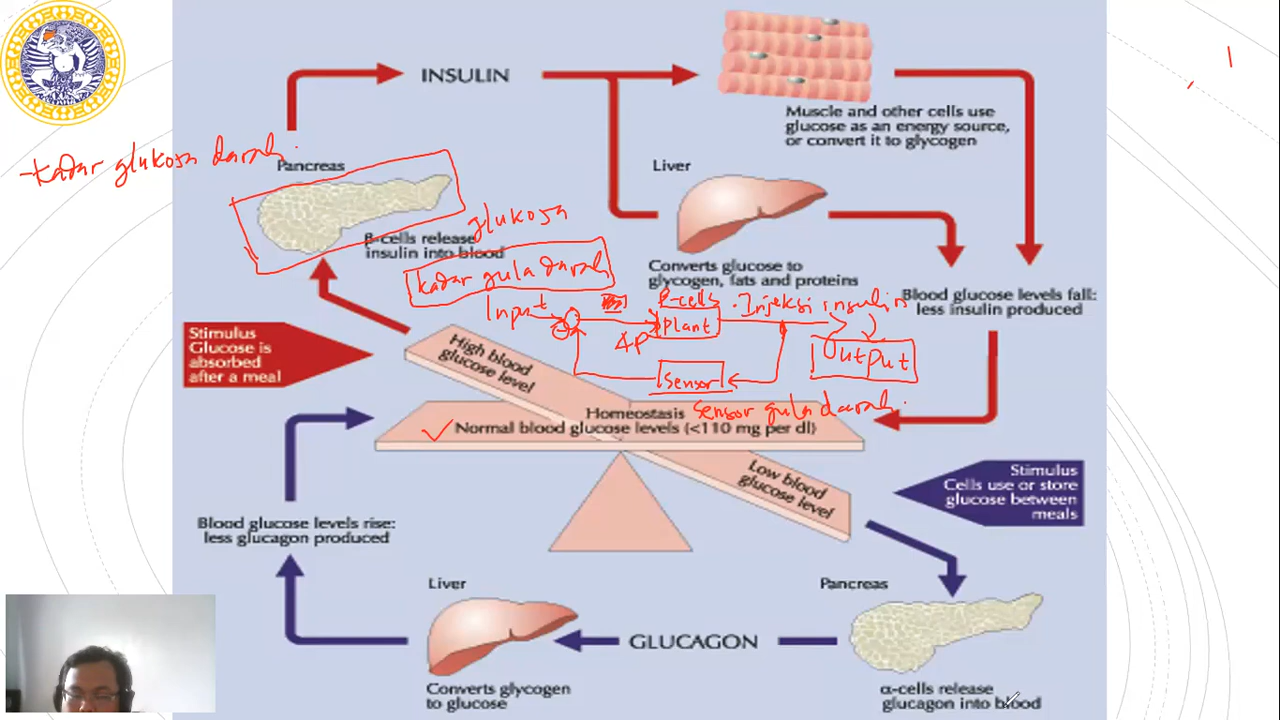 INSULIN
Muscle and other cells use
glucose as an energy source,
or convert it to glycogen
-kadar glukosa darah.
Pancreas
Liver
glukosa
β-cells release
insulin into blood
kadar gula darah
Converts glucose to
glycogen, fats and proteins
Blood glucose levels fall:
less insulin produced
Input
β-cells
Injeksi insulin
Plant
Output
Sensor
sensor gula darah.
Stimulus
Glucose is
absorbed
after a meal
High blood
glucose level
Homeostasis
Normal blood glucose levels (<110 mg per dl)
Low blood
glucose level
Stimulus
Cells use or store
glucose between
meals
Blood glucose levels rise:
less glucagon produced
Liver
Pancreas
GLUCAGON
Converts glycogen
to glucose
α-cells release
glucagon into blood